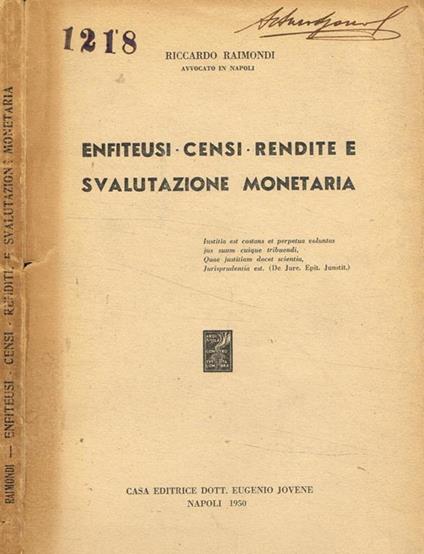 1218
RICCARDO RAIMONDI
AVVOCATO IN NAPOLI
ENFITEUSI · CENSI · RENDITE E
SVALUTAZIONE MONETARIA
Iustitia est costans et perpetua voluntas
jus suum cuique tribuendi,
Quae justitiam docet scientia,
Jurisprudentia est. (De Jure. Epit. Junstit.)
CASA EDITRICE DOTT. EUGENIO JOVENE
NAPOLI 1950
RAIMONDI — ENFITEUSI · CENSI · RENDITE E SVALUTAZIONE MONETARIA